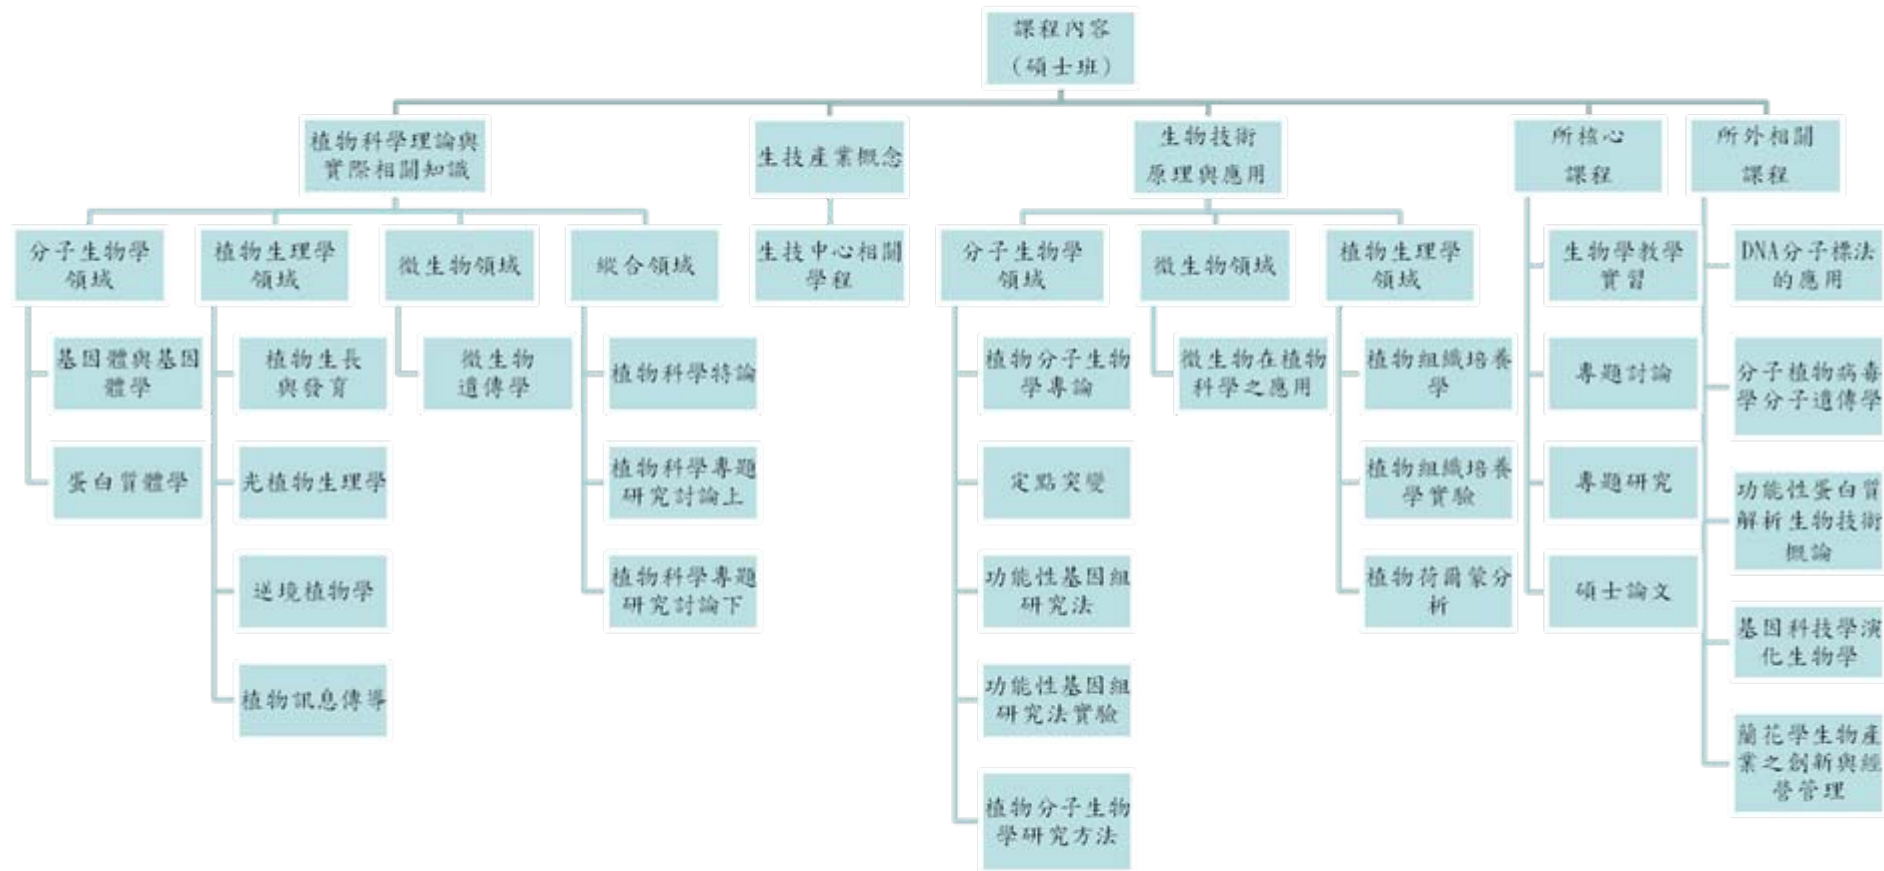 課程內容
(碩士班)
植物科學理論與
實際相關知識
生技產業概念
生物技術
原理與應用
所核心
課程
所外相關
課程
分子生物學
領域
植物生理學
領域
微生物領域
縱合領域
生技中心相關
學程
分子生物學
領域
微生物領域
植物生理學
領域
生物學教學
實習
DNA分子標法
的應用
基因體與基因
體學
植物生長
與發育
微生物
遺傳學
植物科學特論
植物分子生物
學專論
微生物在植物
科學之應用
植物組織培養
學
專題討論
分子植物病毒
學分子遺傳學
蛋白質體學
光植物生理學
植物科學專題
研究討論上
定點突變
植物組織培養
學實驗
專題研究
功能性蛋白質
解析生物技術
概論
逆境植物學
植物科學專題
研究討論下
功能性基因組
研究法
植物荷爾蒙分
析
碩士論文
基因科技學演
化生物學
植物訊息傳導
功能性基因組
研究法實驗
蘭花學生物產
業之創新與經
營管理
植物分子生物
學研究方法